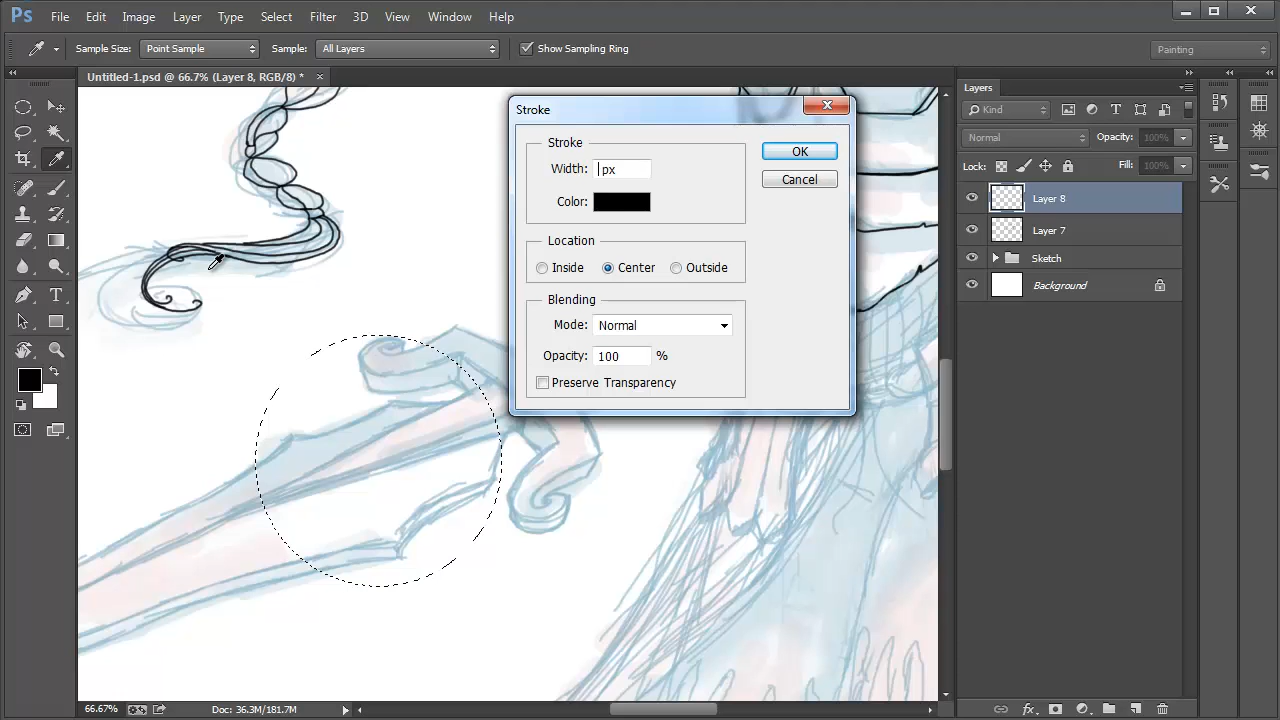 Ps File Edit Image Layer Type Select Filter 3D View Window Help
Sample Size: Point Sample Sample: All Layers Show Sampling Ring Painting
Untitled-1.psd @ 66.7% (Layer 8, RGB/8) * ×
Layers
Kind
Normal Opacity: 100%
Lock: Fill: 100%
Layer 8
Layer 7
Sketch
Background
Stroke
Stroke
Width: px
Color:
OK
Cancel
Location
Inside Center Outside
Blending
Mode: Normal
Opacity: 100 %
Preserve Transparency
T
66.67% Doc: 36.3M/181.7M
fx